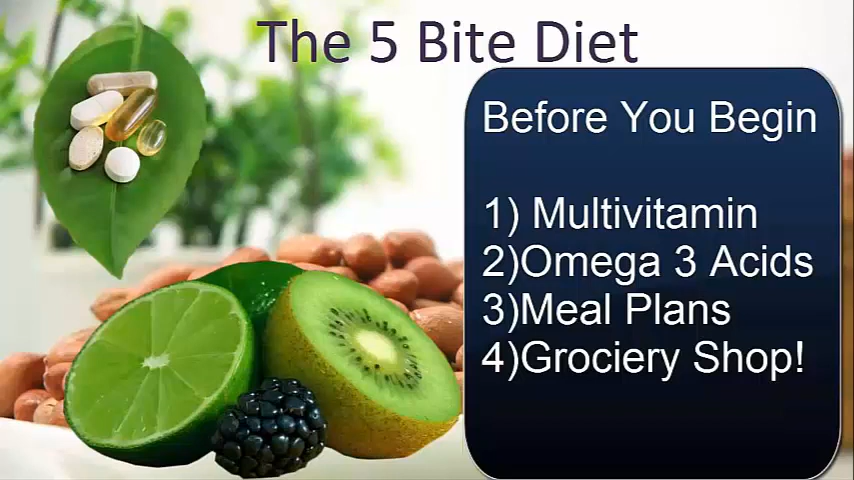 The 5 Bite Diet
Before You Begin
1) Multivitamin
2)Omega 3 Acids
3)Meal Plans
4)Grociery Shop!